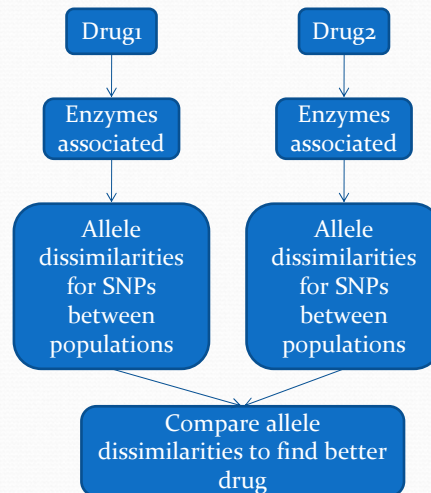 Drug1
Drug2
Enzymes
associated
Enzymes
associated
Allele
dissimilarities
for SNPs
between
populations
Allele
dissimilarities
for SNPs
between
populations
Compare allele
dissimilarities to find better
drug